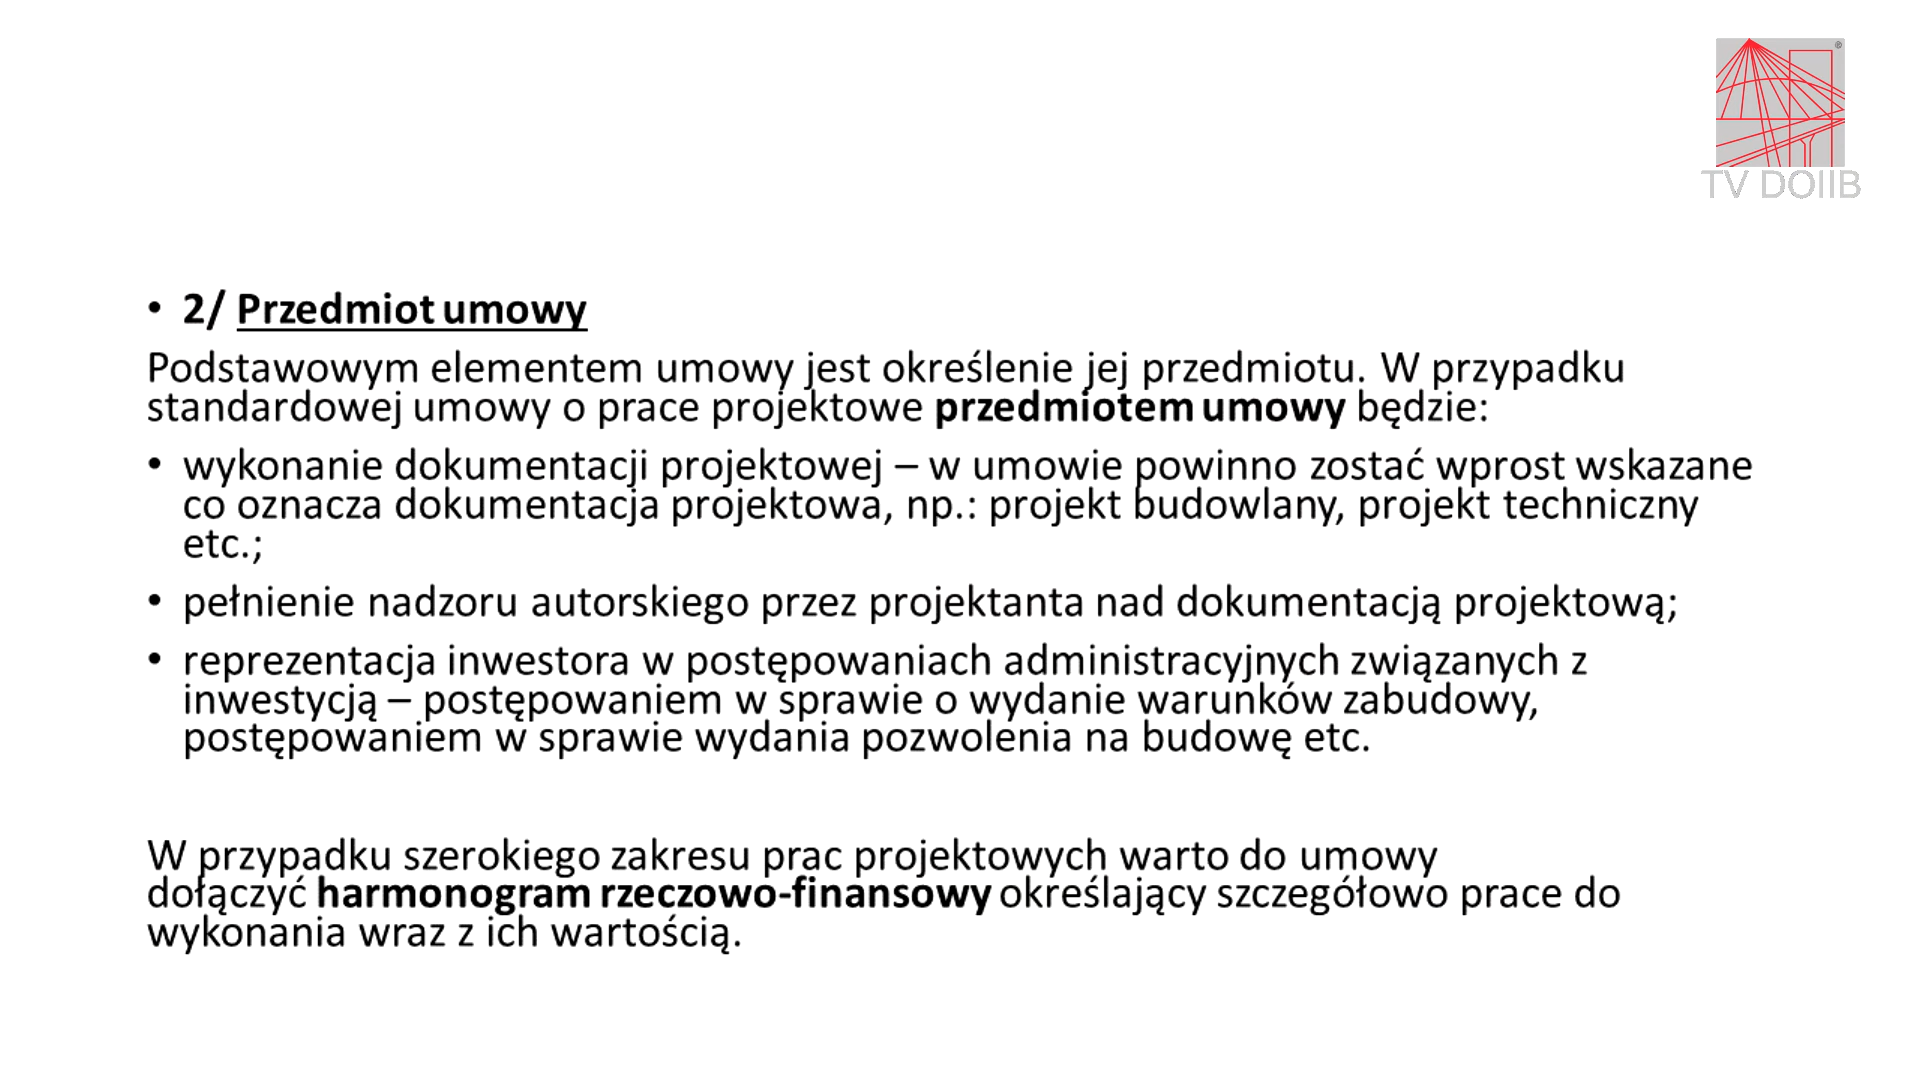 TV DOIIB
• 2/ Przedmiot umowy
Podstawowym elementem umowy jest określenie jej przedmiotu. W przypadku
standardowej umowy o prace projektowe przedmiotem umowy będzie:
• wykonanie dokumentacji projektowej – w umowie powinno zostać wprost wskazane
co oznacza dokumentacja projektowa, np.: projekt budowlany, projekt techniczny
etc.;
• pełnienie nadzoru autorskiego przez projektanta nad dokumentacją projektową;
• reprezentacja inwestora w postępowaniach administracyjnych związanych z
inwestycją – postępowaniem w sprawie o wydanie warunków zabudowy,
postępowaniem w sprawie wydania pozwolenia na budowę etc.
W przypadku szerokiego zakresu prac projektowych warto do umowy
dołączyć harmonogram rzeczowo-finansowy określający szczegółowo prace do
wykonania wraz z ich wartością.